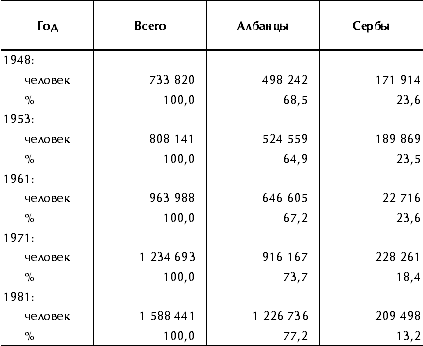 Год Всего Албанцы Сербы
1948:
человек 733 820 498 242 171 914
% 100,0 68,5 23,6
1953:
человек 808 141 524 559 189 869
% 100,0 64,9 23,5
1961:
человек 963 988 646 605 22 716
% 100,0 67,2 23,6
1971:
человек 1 234 693 916 167 228 261
% 100,0 73,7 18,4
1981:
человек 1 588 441 1 226 736 209 498
% 100,0 77,2 13,2